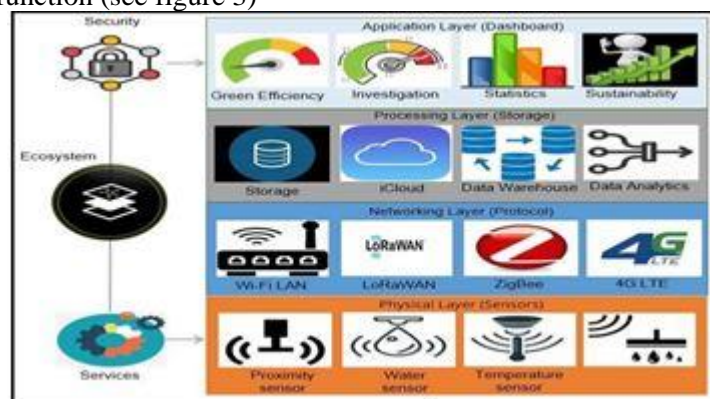 function (see figure 3)
Security
Application Layer (Dashboard)
Green Efficiency
Investigation
Statistics
Sustainability
Processing Layer (Storage)
Ecosystem
Storage
iCloud
Data Warehouse
Data Analytics
Networking Layer (Protocol)
LoRaWAN
4G
LTE
Wi-Fi LAN
LoRaWAN
ZigBee
4G LTE
Physical Layer (Sensors)
Services
Proximity
sensor
Water
sensor
Temperature
sensor